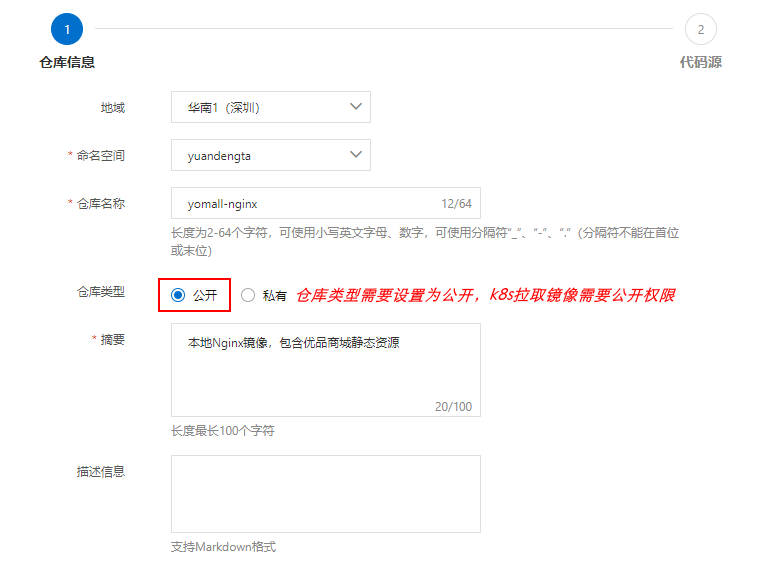 1
2
仓库信息
代码源
地域
华南1（深圳）
* 命名空间
yuandengta
* 仓库名称
yomall-nginx
12/64
长度为2-64个字符，可使用小写英文字母、数字，可使用分隔符“_”、“-”、“.”（分隔符不能在首位
或末位）
仓库类型
公开
私有
仓库类型需要设置为公开，k8s拉取镜像需要公开权限
* 摘要
本地Nginx镜像，包含优品商城静态资源
20/100
长度最长100个字符
描述信息
支持Markdown格式